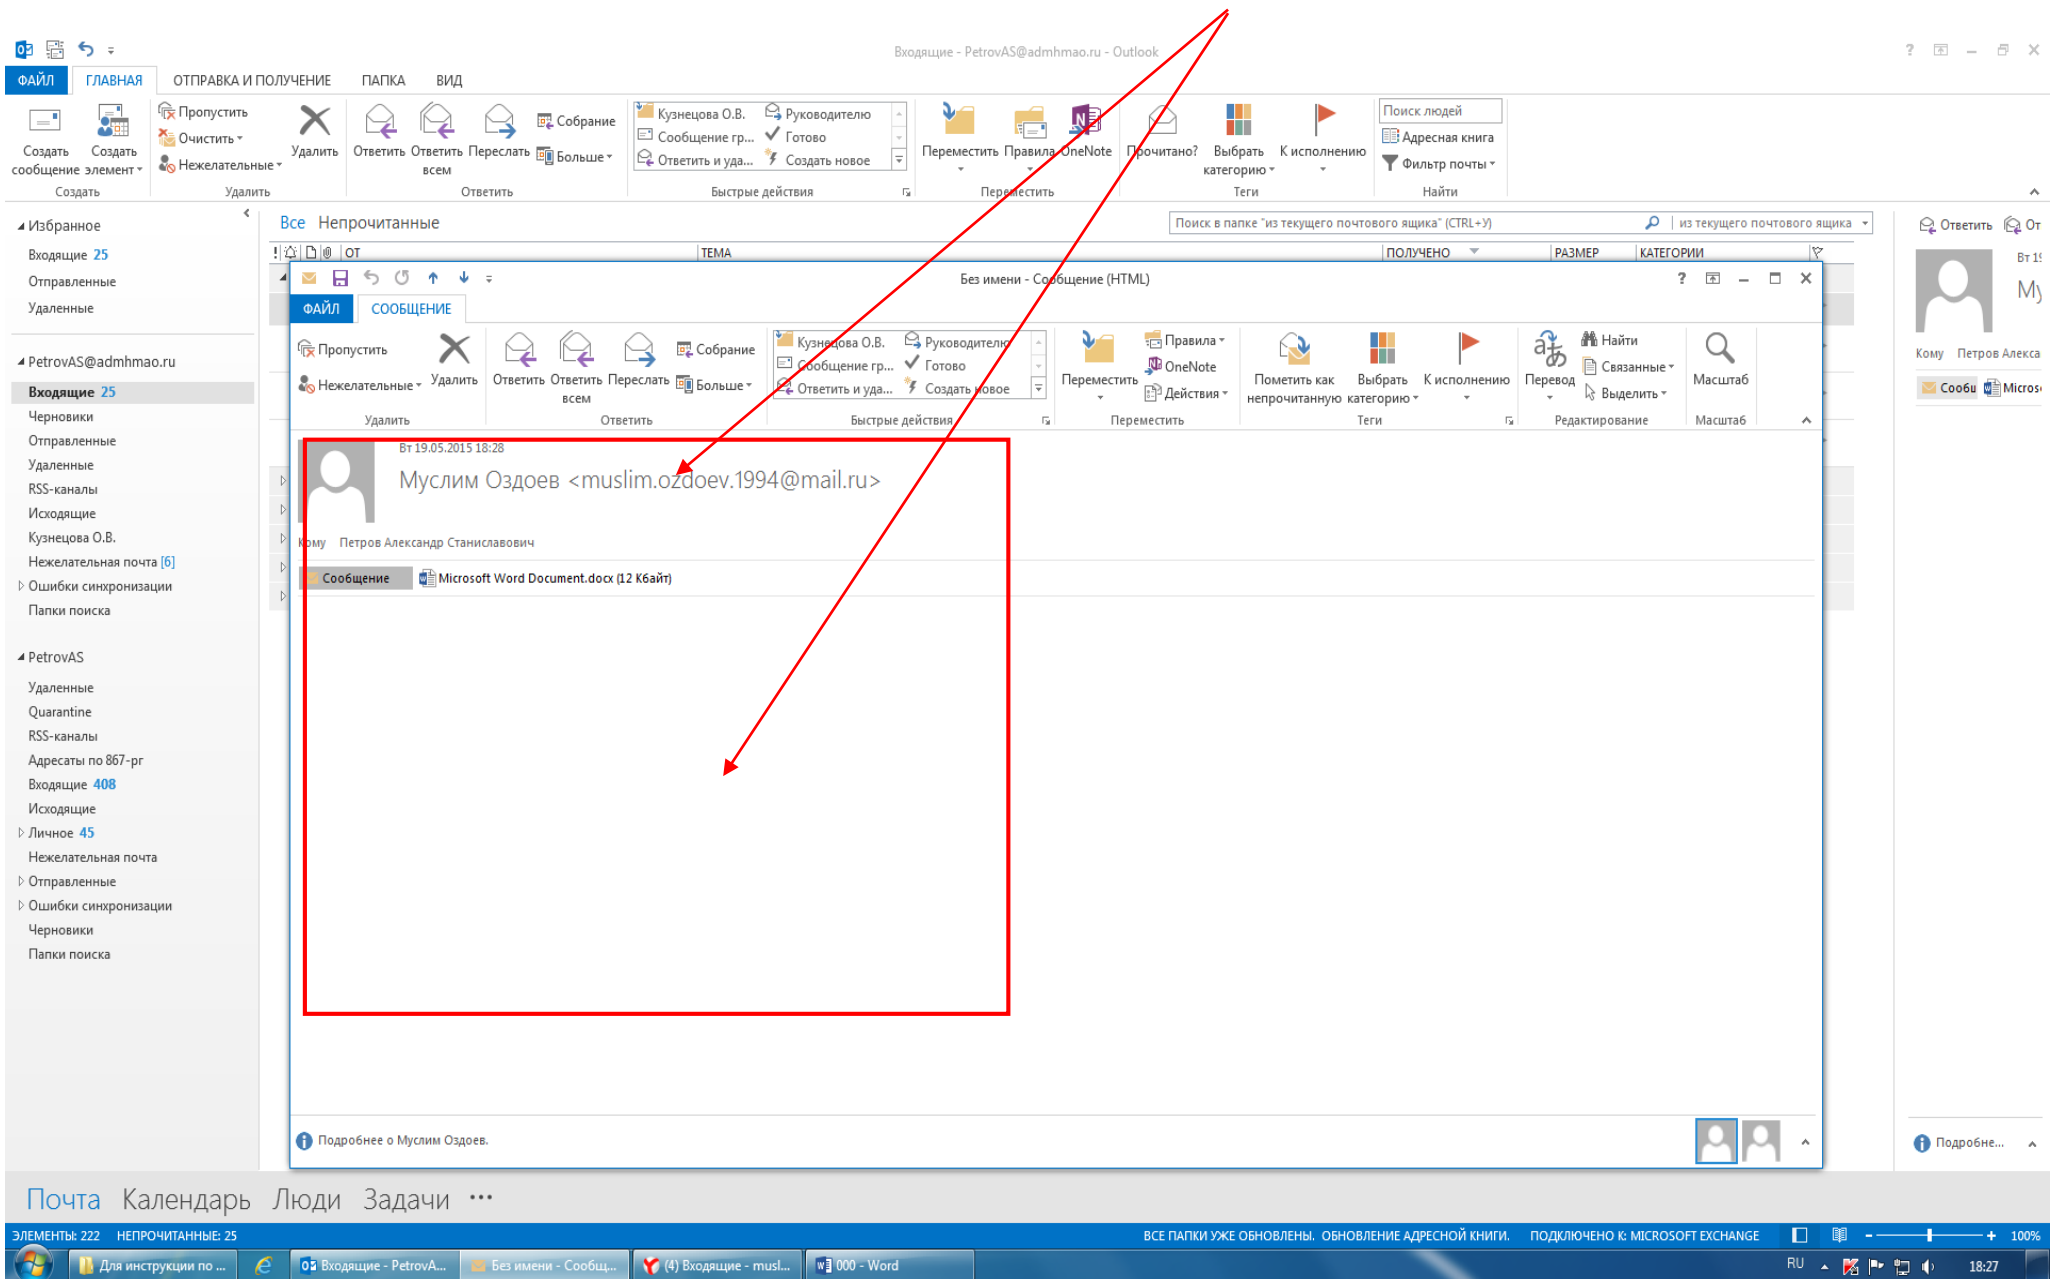 Входящие - PetrovAS@admhmao.ru - Outlook
ФАЙЛ ГЛАВНАЯ ОТПРАВКА И ПОЛУЧЕНИЕ ПАПКА ВИД
Создать сообщение
Создать элемент
Пропустить
Очистить
Нежелательные
Удалить
Ответить
Ответить всем
Переслать
Собрание
Больше
Кузнецова О.В.
Сообщение гр...
Ответить и уда...
Руководителю
Готово
Создать новое
Переместить
Правила
OneNote
Прочитано?
Выбрать категорию
К исполнению
Поиск людей
Адресная книга
Фильтр почты
Создать Удалить Ответить Быстрые действия Переместить Теги Найти
Избранное
Входящие 25
Отправленные
Удаленные
PetrovAS@admhmao.ru
Входящие 25
Черновики
Отправленные
Удаленные
RSS-каналы
Исходящие
Кузнецова О.В.
Нежелательная почта [6]
Ошибки синхронизации
Папки поиска
PetrovAS
Удаленные
Quarantine
RSS-каналы
Адресаты по 867-рг
Входящие 408
Исходящие
Личное 45
Нежелательная почта
Отправленные
Ошибки синхронизации
Черновики
Папки поиска
Все Непрочитанные
Поиск в папке "из текущего почтового ящика" (CTRL+У) из текущего почтового ящика
ОТ ТЕМА ПОЛУЧЕНО РАЗМЕР КАТЕГОРИИ
Без имени - Сообщение (HTML)
ФАЙЛ СООБЩЕНИЕ
Пропустить
Нежелательные
Удалить
Ответить
Ответить всем
Переслать
Собрание
Больше
Кузнецова О.В.
Сообщение гр...
Ответить и уда...
Руководителю
Готово
Создать новое
Переместить
Правила
OneNote
Действия
Пометить как непрочитанную
Выбрать категорию
К исполнению
Перевод
Найти
Связанные
Выделить
Масштаб
Удалить Ответить Быстрые действия Переместить Теги Редактирование Масштаб
Вт 19.05.2015 18:28
Муслим Оздоев <muslim.ozdoev.1994@mail.ru>
Кому Петров Александр Станиславович
Сообщение Microsoft Word Document.docx (12 Кбайт)
Подробнее о Муслим Оздоев.
Ответить От
Вт 19
Му
Кому Петров Алекса
Сообщ Micros
Подробне...
Почта Календарь Люди Задачи ···
ЭЛЕМЕНТЫ: 222 НЕПРОЧИТАННЫЕ: 25
ВСЕ ПАПКИ УЖЕ ОБНОВЛЕНЫ. ОБНОВЛЕНИЕ АДРЕСНОЙ КНИГИ. ПОДКЛЮЧЕНО К: MICROSOFT EXCHANGE 100%
Для инструкции по ... Входящие - PetrovA... Без имени - Сообщ... (4) Входящие - musl... 000 - Word RU 18:27